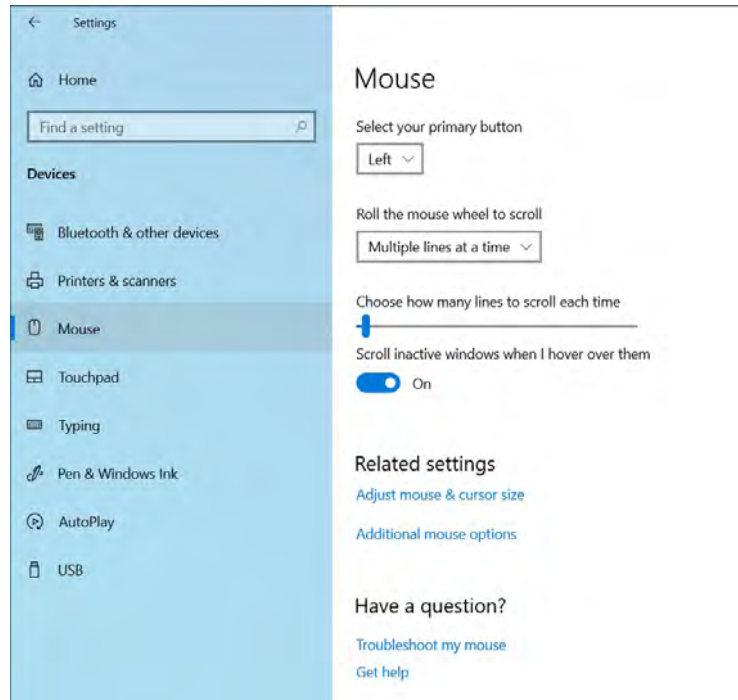 Settings
Home
Find a setting
Devices
Bluetooth & other devices
Printers & scanners
Mouse
Touchpad
Typing
Pen & Windows Ink
AutoPlay
USB
Mouse
Select your primary button
Left
Roll the mouse wheel to scroll
Multiple lines at a time
Choose how many lines to scroll each time
Scroll inactive windows when I hover over them
On
Related settings
Adjust mouse & cursor size
Additional mouse options
Have a question?
Troubleshoot my mouse
Get help